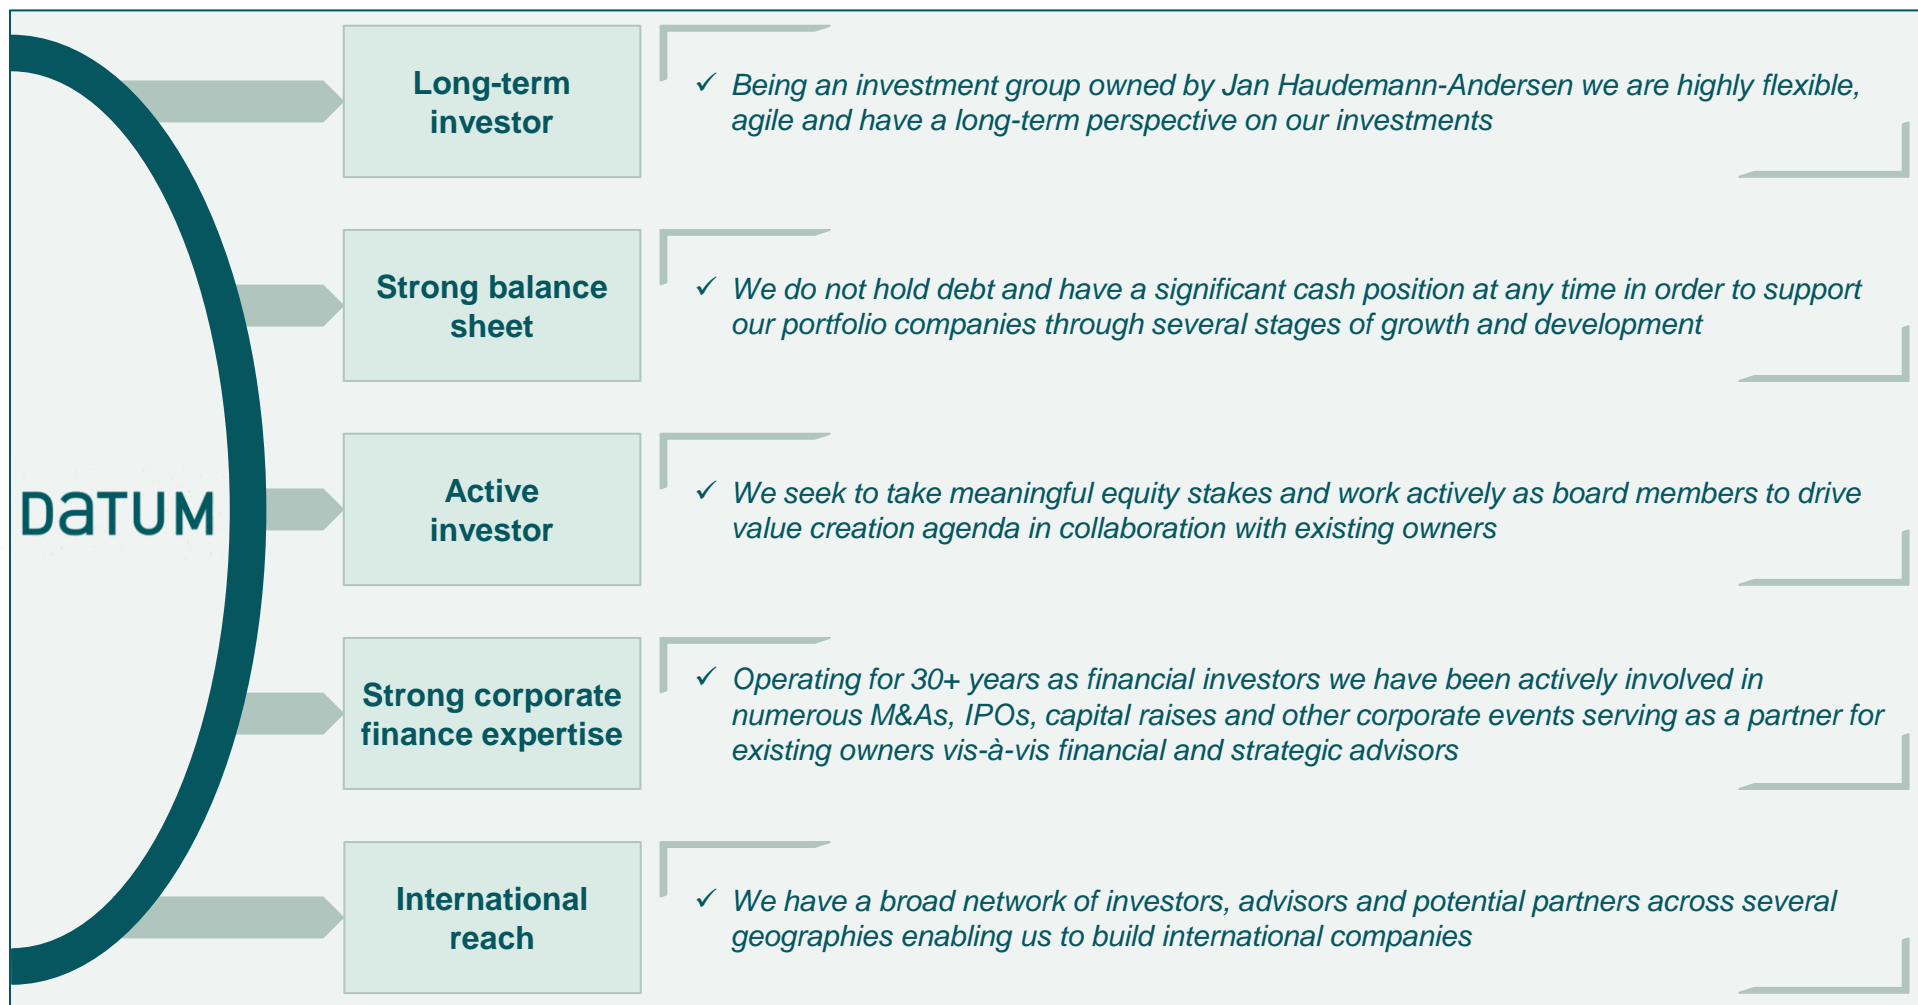 DaTUM
Long-term
investor
✓ Being an investment group owned by Jan Haudemann-Andersen we are highly flexible,
agile and have a long-term perspective on our investments
Strong balance
sheet
✓ We do not hold debt and have a significant cash position at any time in order to support
our portfolio companies through several stages of growth and development
Active
investor
✓ We seek to take meaningful equity stakes and work actively as board members to drive
value creation agenda in collaboration with existing owners
Strong corporate
finance expertise
✓ Operating for 30+ years as financial investors we have been actively involved in
numerous M&As, IPOs, capital raises and other corporate events serving as a partner for
existing owners vis-à-vis financial and strategic advisors
International
reach
✓ We have a broad network of investors, advisors and potential partners across several
geographies enabling us to build international companies